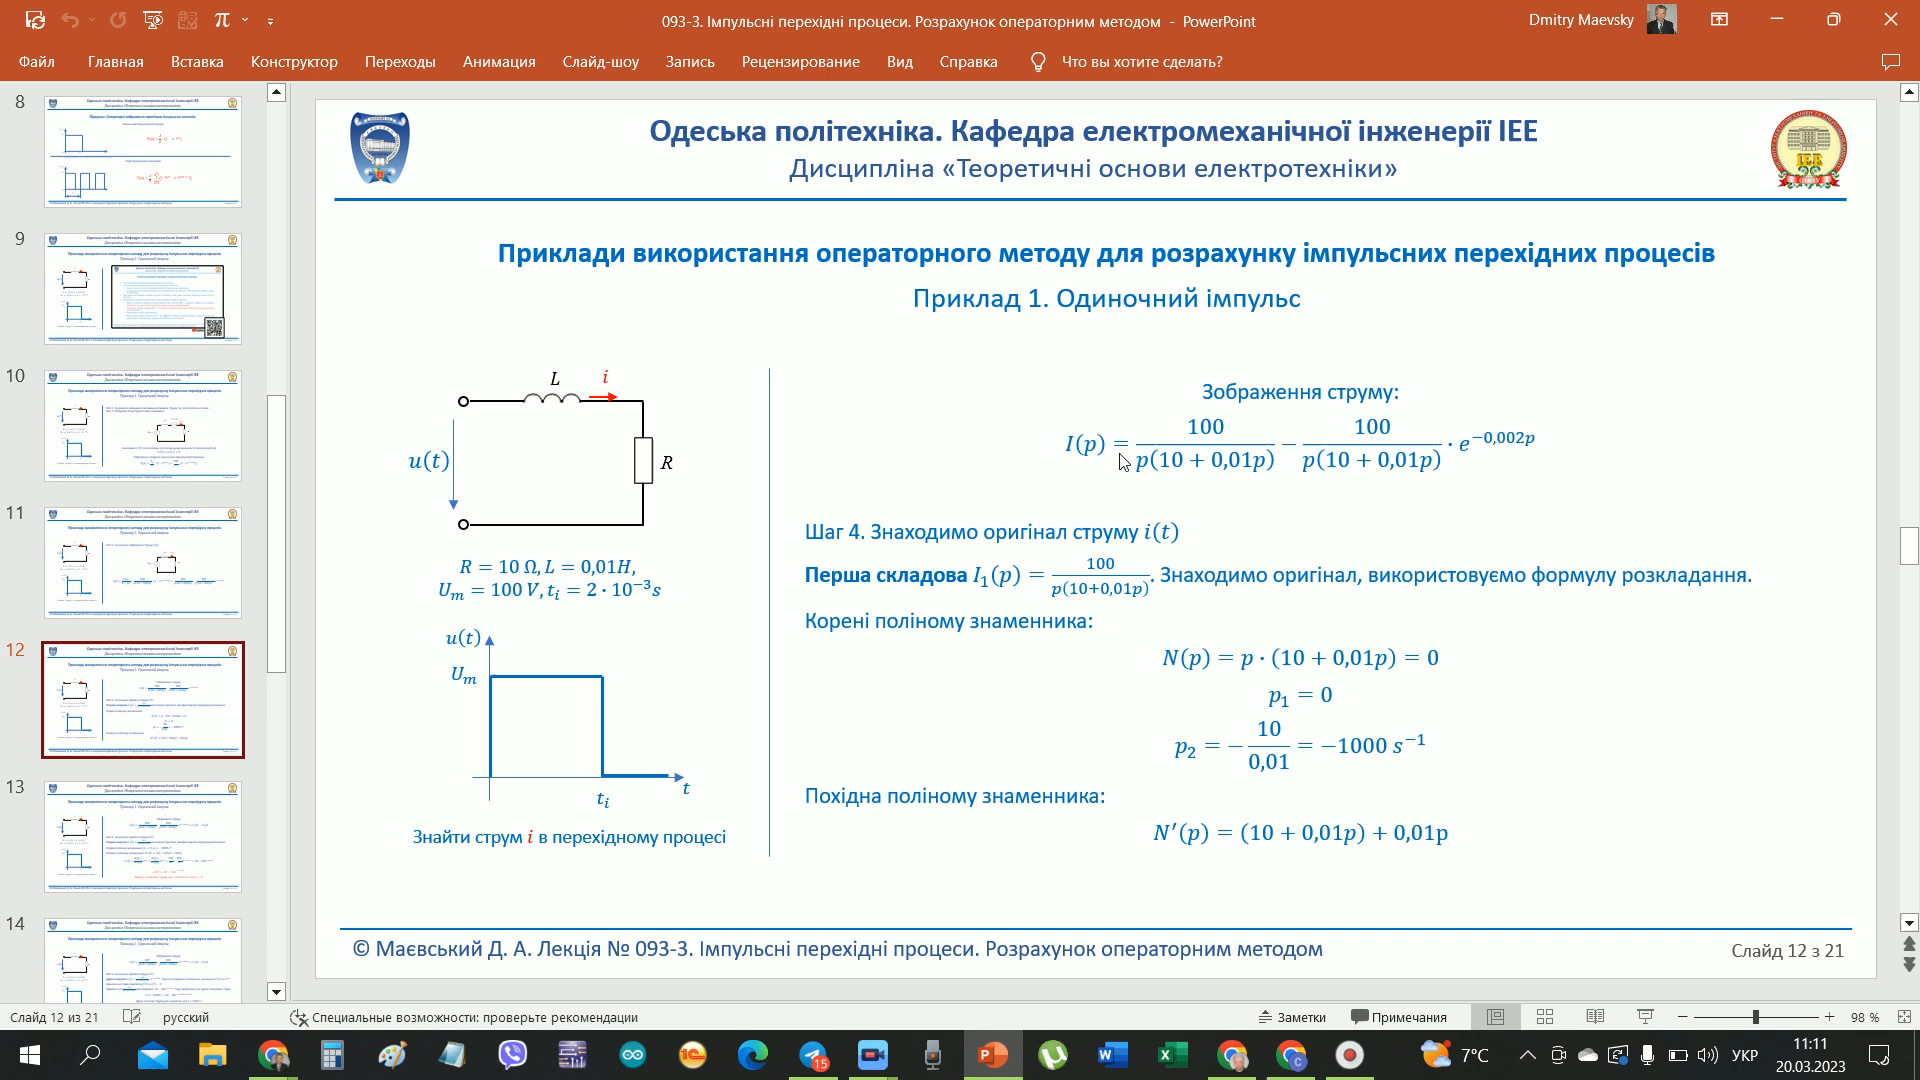 093-3. Імпульсні перехідні процеси. Розрахунок операторним методом - PowerPoint
Dmitry Maevsky
Файл Главная Вставка Конструктор Переходы Анимация Слайд-шоу Запись Рецензирование Вид Справка Что вы хотите сделать?
8
9
10
11
12
13
14
Одеська політехніка. Кафедра електромеханічної інженерії ІЕЕ
Дисципліна «Теоретичні основи електротехніки»
Приклади використання операторного методу для розрахунку імпульсних перехідних процесів
Приклад 1. Одиночний імпульс
L
i
u(t)
R
R = 10 Ω, L = 0,01H,
U_m = 100 V, t_i = 2 · 10^{−3}s
u(t)
U_m
t_i
t
Знайти струм i в перехідному процесі
Зображення струму:
I(p) = 100/(p(10 + 0,01p)) − 100/(p(10 + 0,01p)) · e^{−0,002p}
Шаг 4. Знаходимо оригінал струму i(t)
Перша складова I₁(p) = 100/(p(10+0,01p)). Знаходимо оригінал, використовуємо формулу розкладання.
Корені поліному знаменника:
N(p) = p · (10 + 0,01p) = 0
p₁ = 0
p₂ = − 10/0,01 = −1000 s⁻¹
Похідна поліному знаменника:
N′(p) = (10 + 0,01p) + 0,01p
© Маєвський Д. А. Лекція № 093-3. Імпульсні перехідні процеси. Розрахунок операторним методом
Слайд 12 з 21
Слайд 12 из 21 русский Специальные возможности: проверьте рекомендации Заметки Примечания 98 %
15
7°C
УКР
11:11
20.03.2023